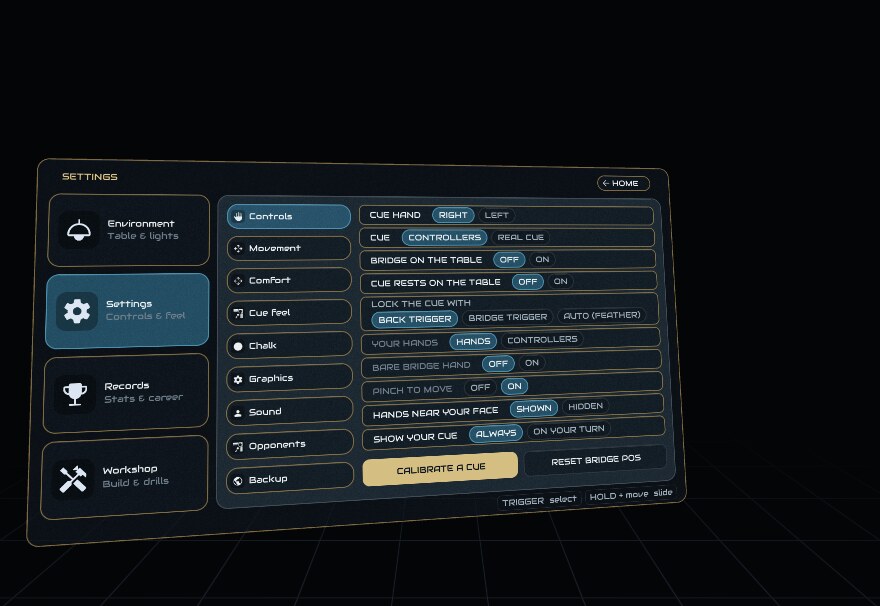 SETTINGS
← HOME
Environment
Table & lights
Settings
Controls & feel
Records
Stats & career
Workshop
Build & drills
Controls
Movement
Comfort
Cue feel
Chalk
Graphics
Sound
Opponents
Backup
CUE HAND RIGHT LEFT
CUE CONTROLLERS REAL CUE
BRIDGE ON THE TABLE OFF ON
CUE RESTS ON THE TABLE OFF ON
LOCK THE CUE WITH
BACK TRIGGER BRIDGE TRIGGER AUTO (FEATHER)
YOUR HANDS HANDS CONTROLLERS
BARE BRIDGE HAND OFF ON
PINCH TO MOVE OFF ON
HANDS NEAR YOUR FACE SHOWN HIDDEN
SHOW YOUR CUE ALWAYS ON YOUR TURN
CALIBRATE A CUE RESET BRIDGE POS
TRIGGER select HOLD + move slide